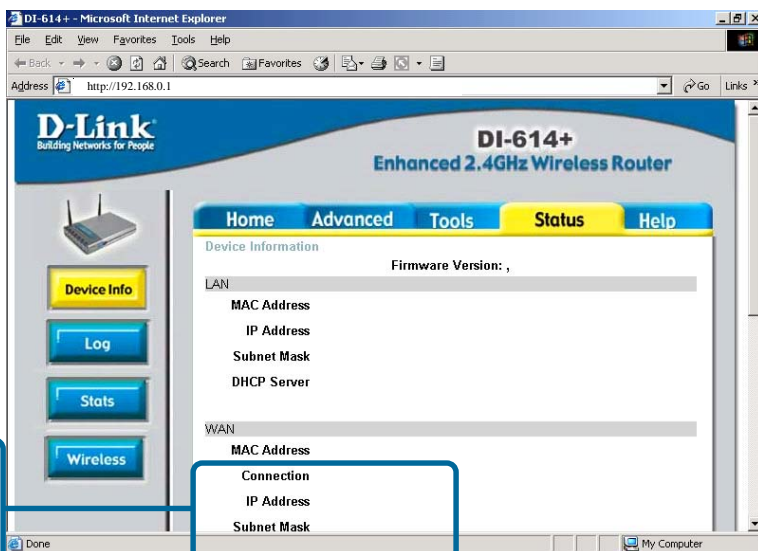 DI-614+ - Microsoft Internet Explorer
File Edit View Favorites Tools Help
Back Search Favorites
Address http://192.168.0.1 Go Links »
D-Link
Building Networks for People
DI-614+
Enhanced 2.4GHz Wireless Router
Home Advanced Tools Status Help
Device Info
Log
Stats
Wireless
Device Information
Firmware Version: ,
LAN
MAC Address
IP Address
Subnet Mask
DHCP Server
WAN
MAC Address
Connection
IP Address
Subnet Mask
Done My Computer